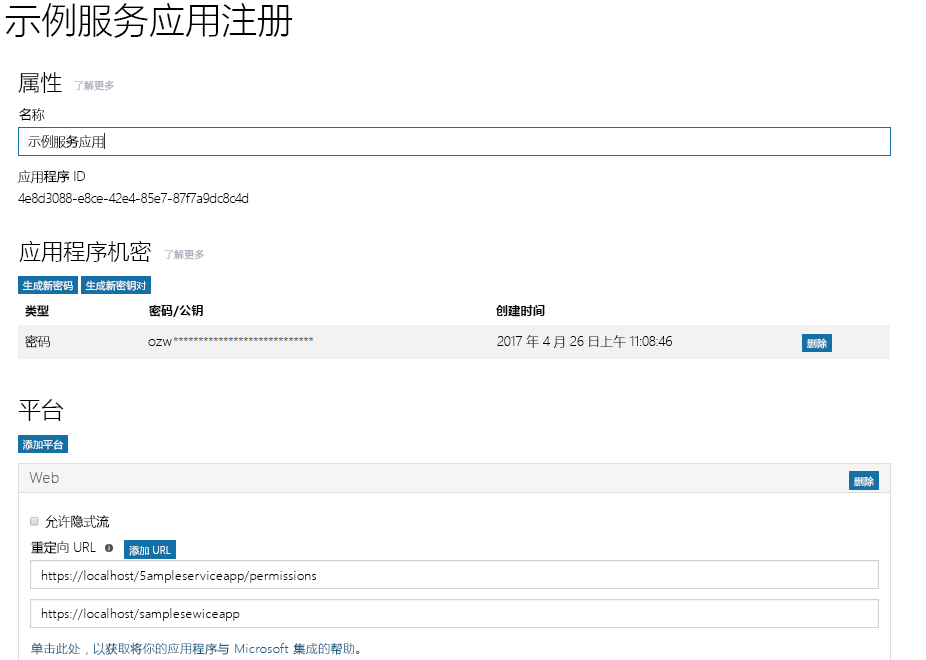 示例服务应用注册
属性 了解更多
名称
示例服务应用
应用程序 ID
4e8d3088-e8ce-42e4-85e7-87f7a9dc8c4d
应用程序机密 了解更多
生成新密码 生成新密钥对
类型 密码/公钥 创建时间
密码 ozw**************************** 2017 年 4 月 26 日上午 11:08:46 删除
平台
添加平台
Web 删除
允许隐式流
重定向 URL 添加 URL
https://localhost/5ampleserviceapp/permissions
https://localhost/samplesewiceapp
单击此处，以获取将你的应用程序与 Microsoft 集成的帮助。